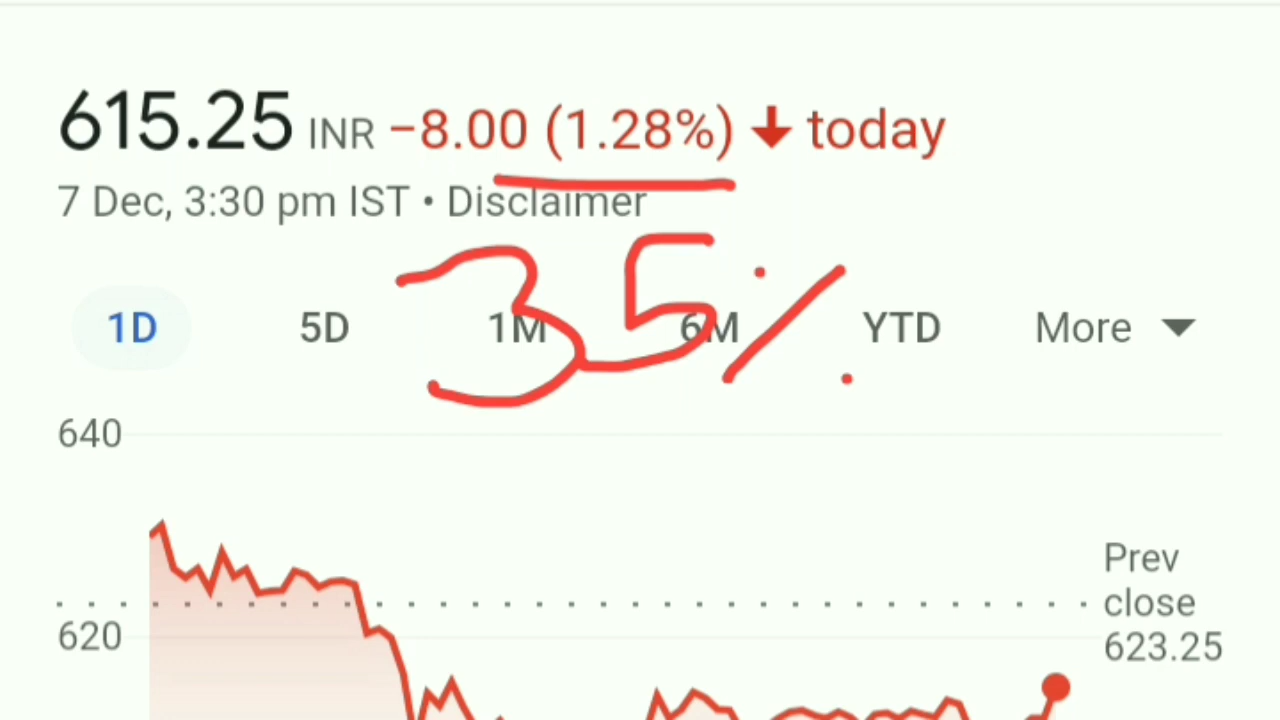 615.25 INR −8.00 (1.28%) ↓ today
7 Dec, 3:30 pm IST • Disclaimer
35%
1D 5D 1M 6M YTD More
640
Prev
close
623.25
620